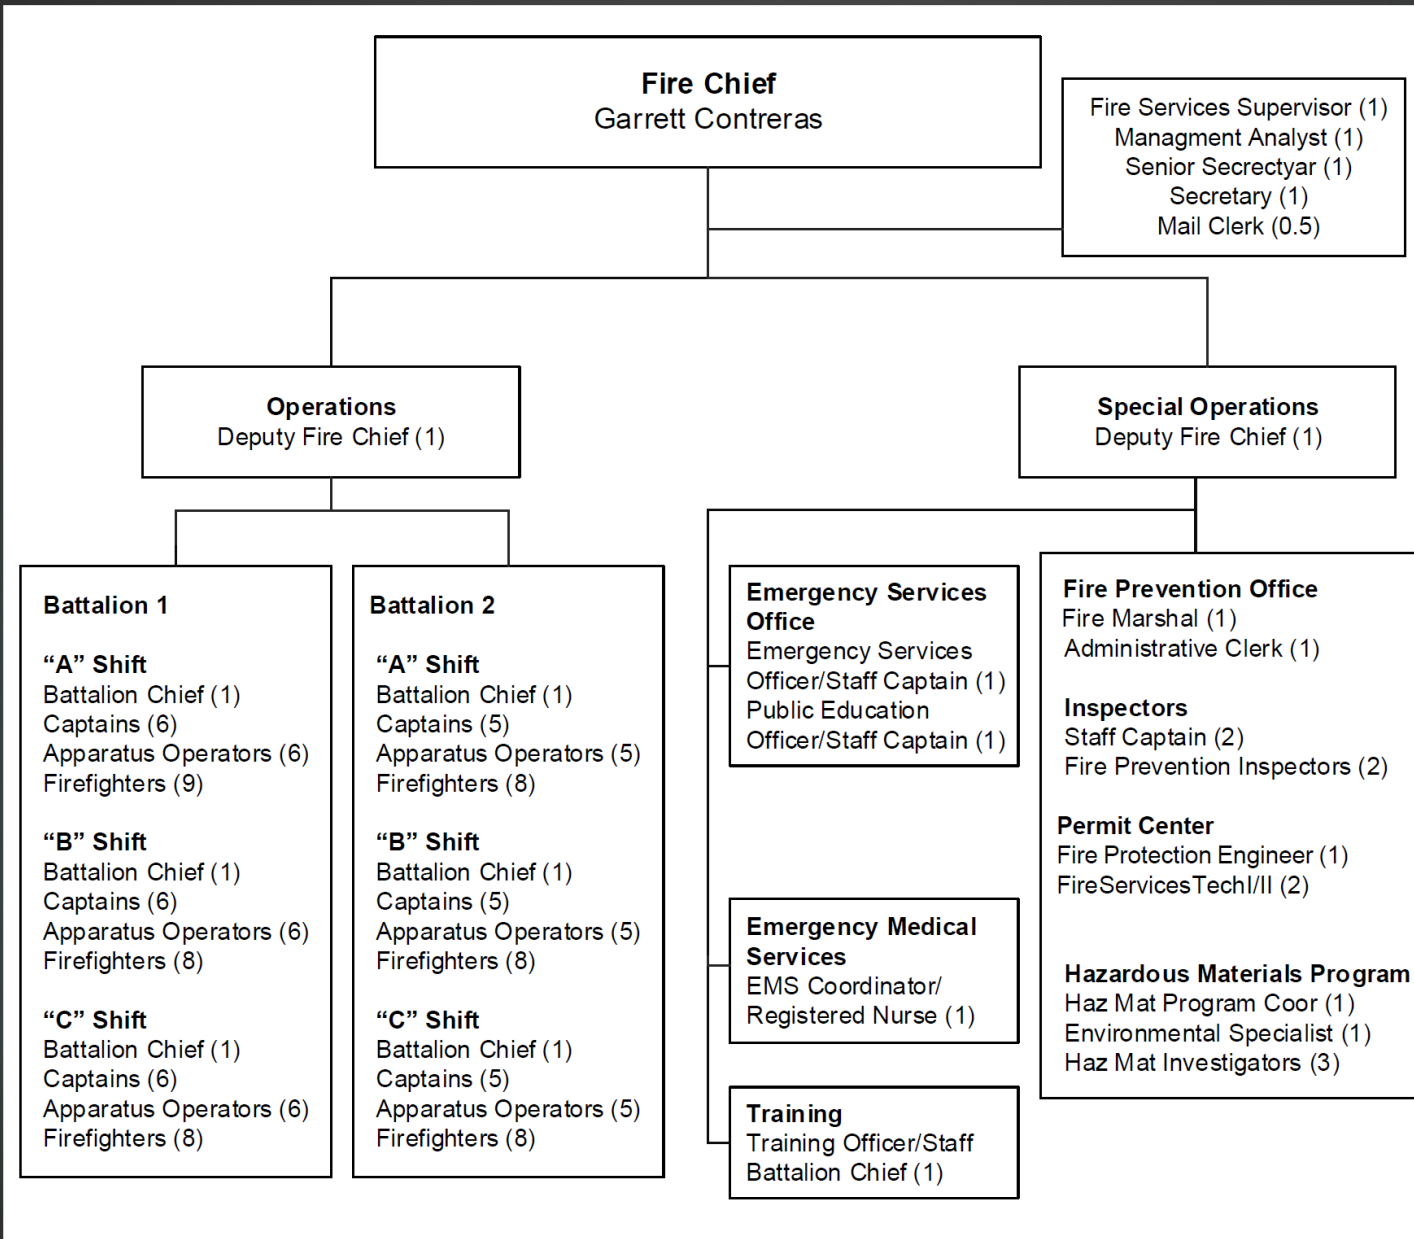 Fire Chief
Garrett Contreras
Fire Services Supervisor (1)
Managment Analyst (1)
Senior Secrectyar (1)
Secretary (1)
Mail Clerk (0.5)
Operations
Deputy Fire Chief (1)
Special Operations
Deputy Fire Chief (1)
Battalion 1
“A” Shift
Battalion Chief (1)
Captains (6)
Apparatus Operators (6)
Firefighters (9)
“B” Shift
Battalion Chief (1)
Captains (6)
Apparatus Operators (6)
Firefighters (8)
“C” Shift
Battalion Chief (1)
Captains (6)
Apparatus Operators (6)
Firefighters (8)
Battalion 2
“A” Shift
Battalion Chief (1)
Captains (5)
Apparatus Operators (5)
Firefighters (8)
“B” Shift
Battalion Chief (1)
Captains (5)
Apparatus Operators (5)
Firefighters (8)
“C” Shift
Battalion Chief (1)
Captains (5)
Apparatus Operators (5)
Firefighters (8)
Emergency Services
Office
Emergency Services
Officer/Staff Captain (1)
Public Education
Officer/Staff Captain (1)
Emergency Medical
Services
EMS Coordinator/
Registered Nurse (1)
Training
Training Officer/Staff
Battalion Chief (1)
Fire Prevention Office
Fire Marshal (1)
Administrative Clerk (1)
Inspectors
Staff Captain (2)
Fire Prevention Inspectors (2)
Permit Center
Fire Protection Engineer (1)
FireServicesTechI/II (2)
Hazardous Materials Program
Haz Mat Program Coor (1)
Environmental Specialist (1)
Haz Mat Investigators (3)